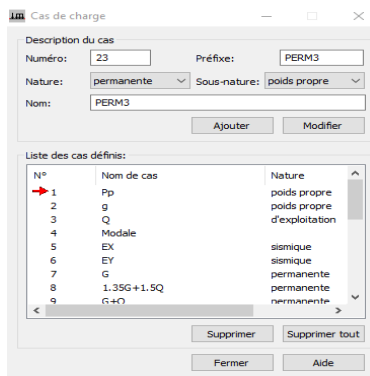 Cas de charge
Description du cas
Numéro: 23 Préfixe: PERM3
Nature: permanente Sous-nature: poids propre
Nom: PERM3
Ajouter Modifier
Liste des cas définis:
N° Nom de cas Nature
1 Pp poids propre
2 g poids propre
3 Q d'exploitation
4 Modale
5 EX sismique
6 EY sismique
7 G permanente
8 1.35G+1.5Q permanente
9 G+Q permanente
Supprimer Supprimer tout
Fermer Aide